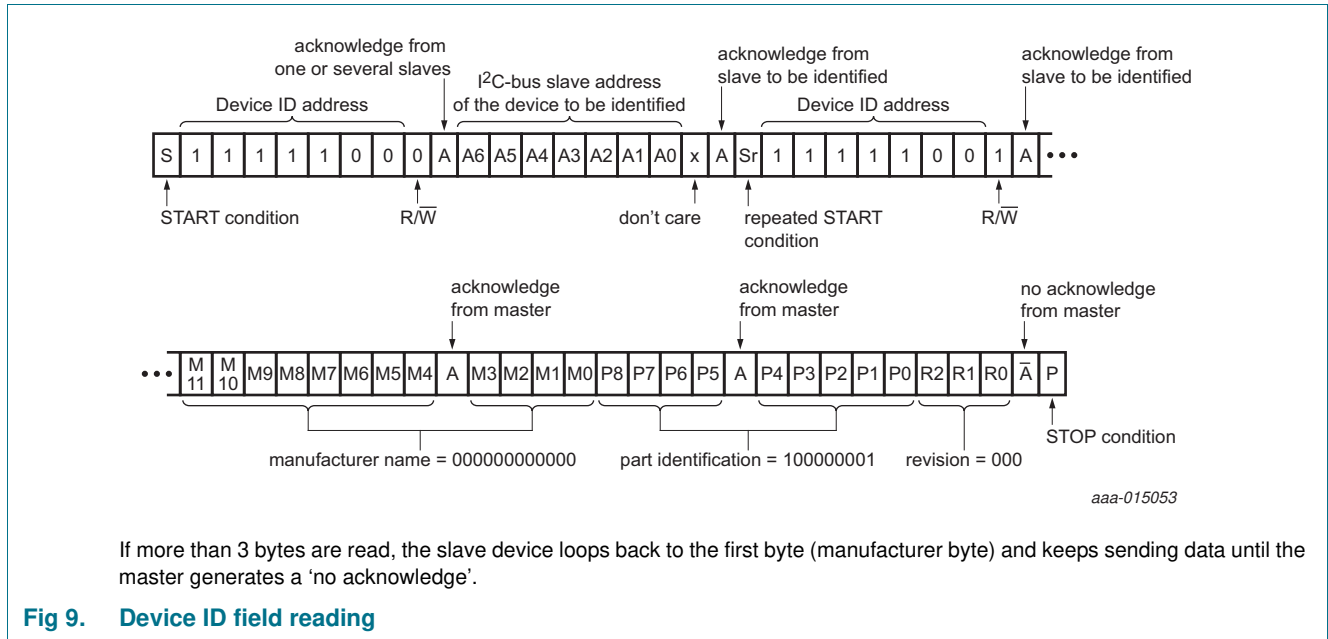 acknowledge from
one or several slaves
I²C-bus slave address
of the device to be identified
acknowledge from
slave to be identified
acknowledge from
slave to be identified
Device ID address
Device ID address
S 1 1 1 1 1 0 0 0 A A6 A5 A4 A3 A2 A1 A0 x A Sr 1 1 1 1 1 0 0 1 A •••
START condition
R/W̅
don't care
repeated START
condition
R/W̅
acknowledge
from master
acknowledge
from master
no acknowledge
from master
••• M11 M10 M9 M8 M7 M6 M5 M4 A M3 M2 M1 M0 P8 P7 P6 P5 A P4 P3 P2 P1 P0 R2 R1 R0 A̅ P
STOP condition
manufacturer name = 000000000000 part identification = 100000001 revision = 000
aaa-015053
If more than 3 bytes are read, the slave device loops back to the first byte (manufacturer byte) and keeps sending data until the
master generates a ‘no acknowledge’.
Fig 9. Device ID field reading